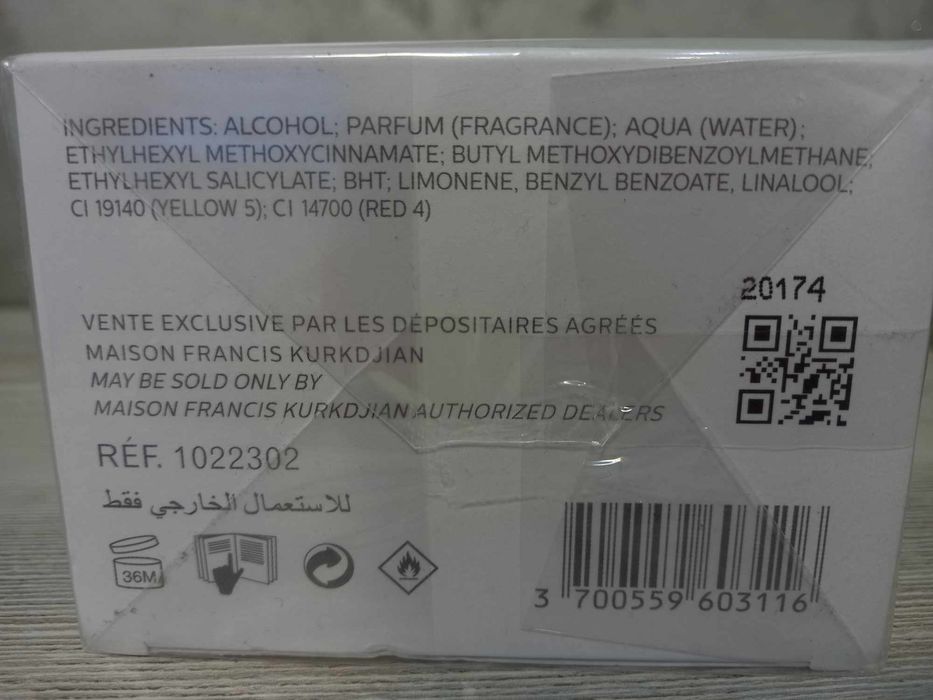 INGREDIENTS: ALCOHOL; PARFUM (FRAGRANCE); AQUA (WATER);
ETHYLHEXYL METHOXYCINNAMATE; BUTYL METHOXYDIBENZOYLMETHANE,
ETHYLHEXYL SALICYLATE; BHT; LIMONENE, BENZYL BENZOATE, LINALOOL;
CI 19140 (YELLOW 5); CI 14700 (RED 4)
20174
VENTE EXCLUSIVE PAR LES DÉPOSITAIRES AGRÉÉS
MAISON FRANCIS KURKDJIAN
MAY BE SOLD ONLY BY
MAISON FRANCIS KURKDJIAN AUTHORIZED DEALERS
RÉF. 1022302
للاستعمال الخارجي فقط
36M
3 700559 603116